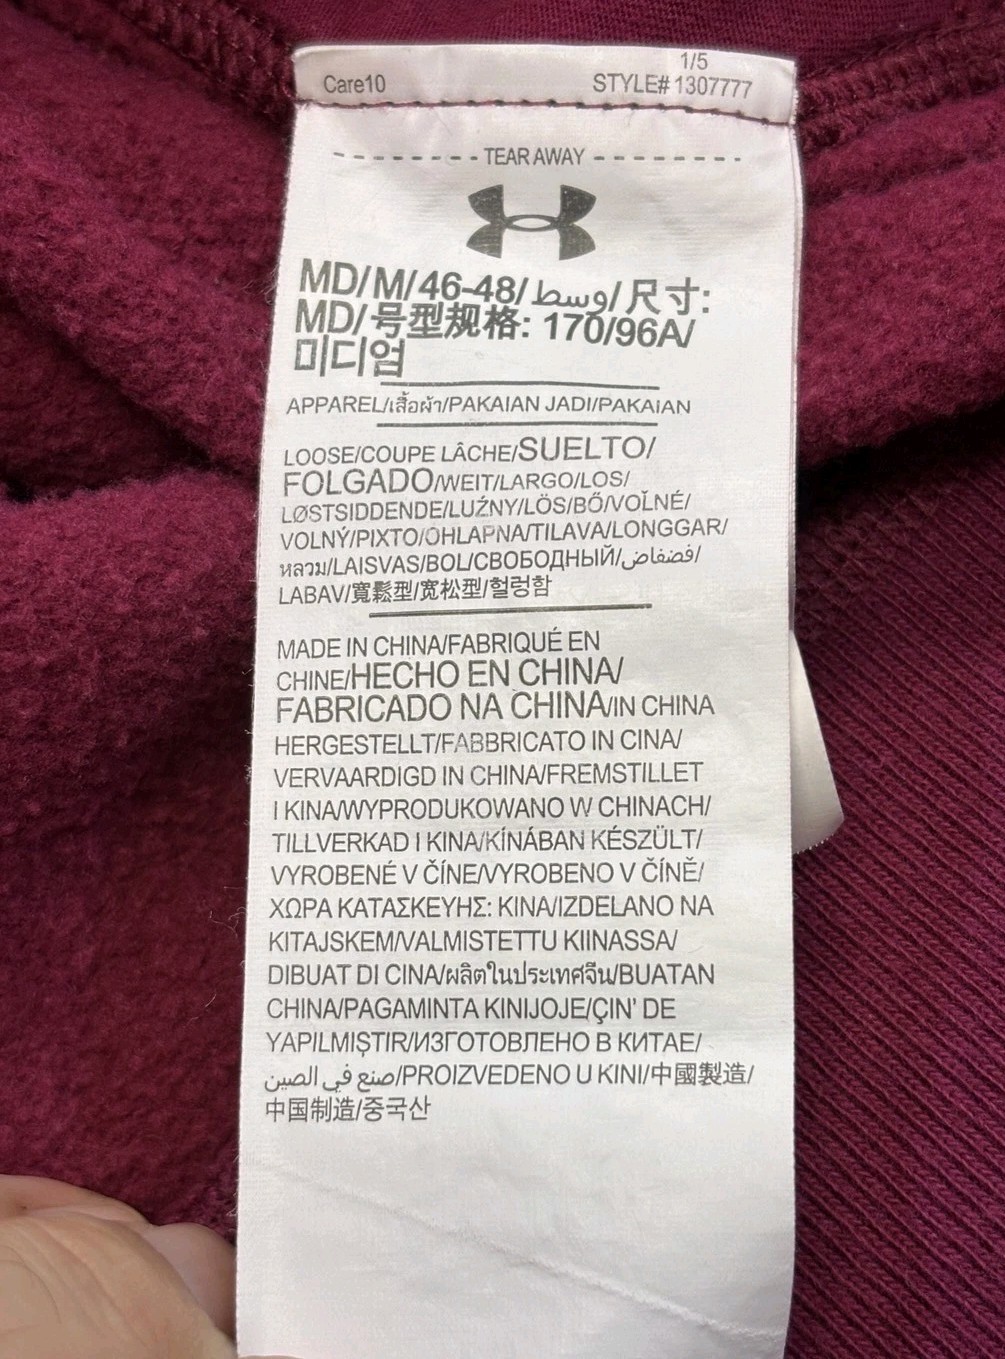 1/5
Care10 STYLE# 1307777
- - - - - - - - - TEAR AWAY - - - - - - - - -
MD/M/46-48/وسط/尺寸:
MD/号型规格: 170/96A/
미디엄
APPAREL/เสื้อผ้า/PAKAIAN JADI/PAKAIAN
LOOSE/COUPE LÂCHE/SUELTO/
FOLGADO/WEIT/LARGO/LOS/
LØSTSIDDENDE/LUŹNY/LÖS/BŐ/VOĽNÉ/
VOLNÝ/ΡΙΧΤΟ/OHLAPNA/TILAVA/LONGGAR/
หลวม/LAISVAS/BOL/СВОБОДНЫЙ/فضفاض/
LABAV/寬鬆型/宽松型/헐렁함
MADE IN CHINA/FABRIQUÉ EN
CHINE/HECHO EN CHINA/
FABRICADO NA CHINA/IN CHINA
HERGESTELLT/FABBRICATO IN CINA/
VERVAARDIGD IN CHINA/FREMSTILLET
I KINA/WYPRODUKOWANO W CHINACH/
TILLVERKAD I KINA/KÍNÁBAN KÉSZÜLT/
VYROBENÉ V ČÍNE/VYROBENO V ČÍNĚ/
ΧΩΡΑ ΚΑΤΑΣΚΕΥΗΣ: ΚΙΝΑ/IZDELANO NA
KITAJSKEM/VALMISTETTU KIINASSA/
DIBUAT DI CINA/ผลิตในประเทศจีน/BUATAN
CHINA/PAGAMINTA KINIJOJE/ÇIN' DE
YAPILMIŞTIR/ИЗГОТОВЛЕНО В КИТАЕ/
صنع في الصين/PROIZVEDENO U KINI/中國製造/
中国制造/중국산